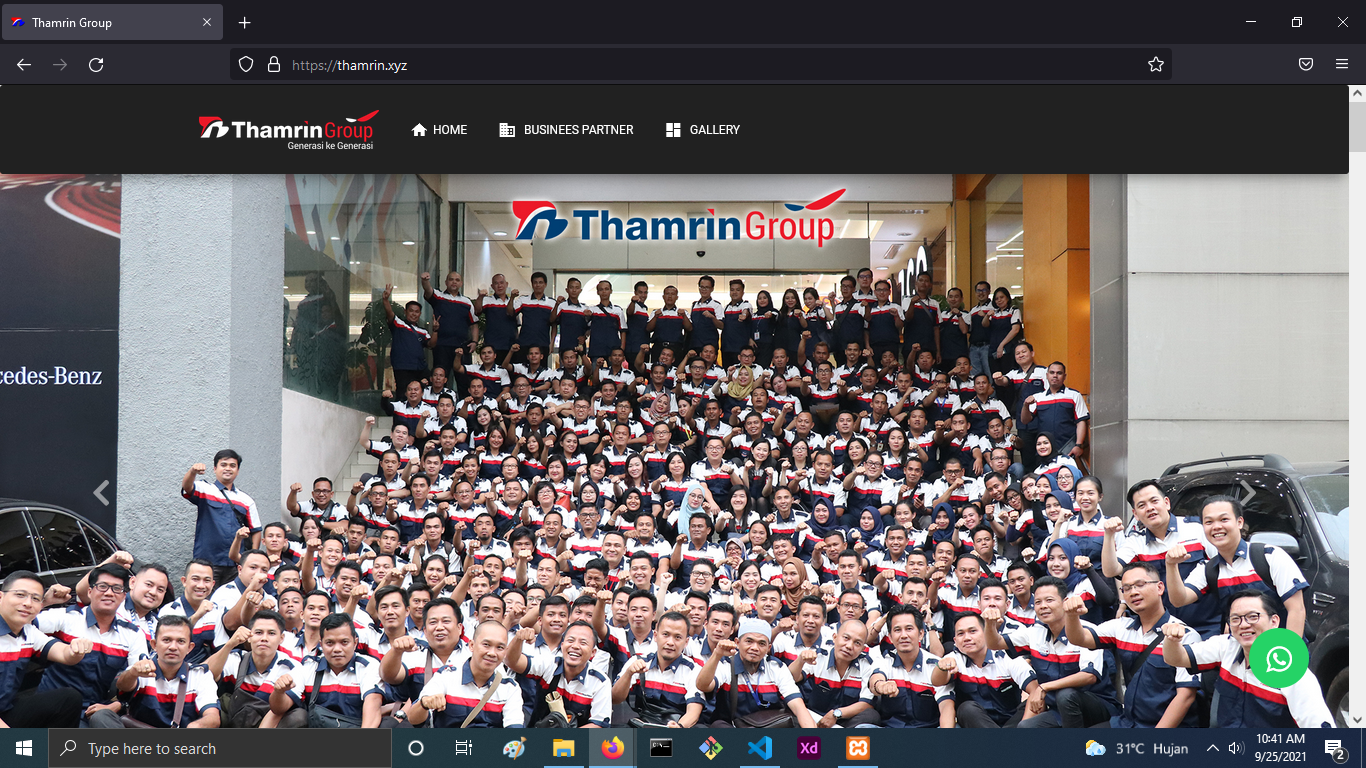 Thamrin Group
https://thamrin.xyz
ThamrinGroup
Generasi ke Generasi
HOME
BUSINEES PARTNER
GALLERY
ThamrinGroup
cedes-Benz
Type here to search
Xd
31°C Hujan
10:41 AM
9/25/2021
2